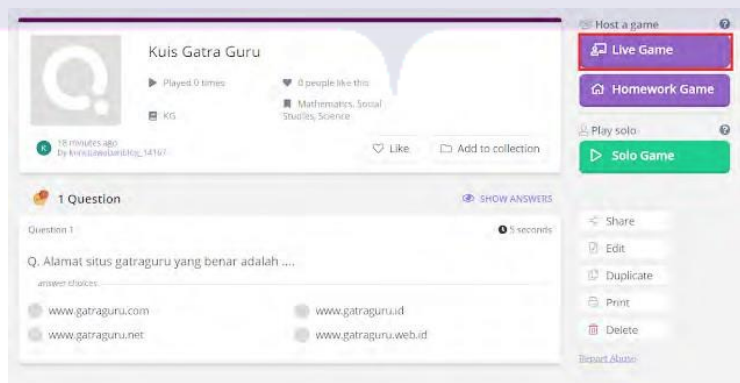 Kuis Gatra Guru
Played 0 times
0 people like this
KG
Mathematics, Social
Studies, Science
K
18 minutes ago
by
Like
Add to collection
1 Question
SHOW ANSWERS
Question 1
5 seconds
Q. Alamat situs gatraguru yang benar adalah ....
answer choices
www.gatraguru.com
www.gatraguru.id
www.gatraguru.net
www.gatraguru.web.id
Host a game
Live Game
Homework Game
Play solo
Solo Game
Share
Edit
Duplicate
Print
Delete
Report Abuse